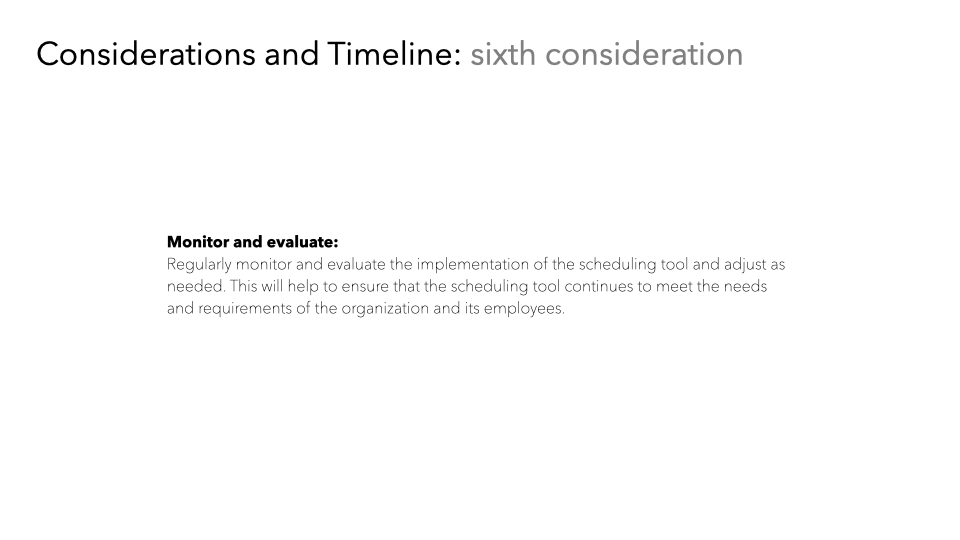 Considerations and Timeline: sixth consideration
Monitor and evaluate:
Regularly monitor and evaluate the implementation of the scheduling tool and adjust as
needed. This will help to ensure that the scheduling tool continues to meet the needs
and requirements of the organization and its employees.